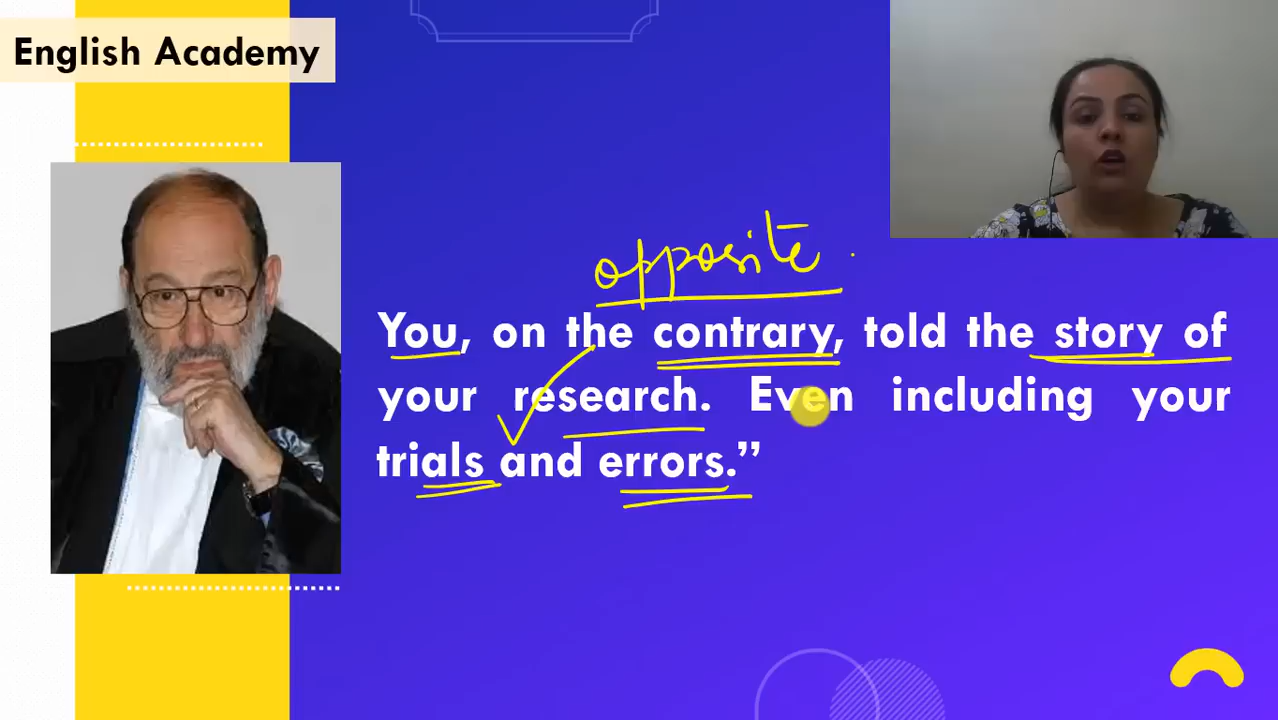 English Academy
opposite
You, on the contrary, told the story of
your research. Even including your
trials and errors.”